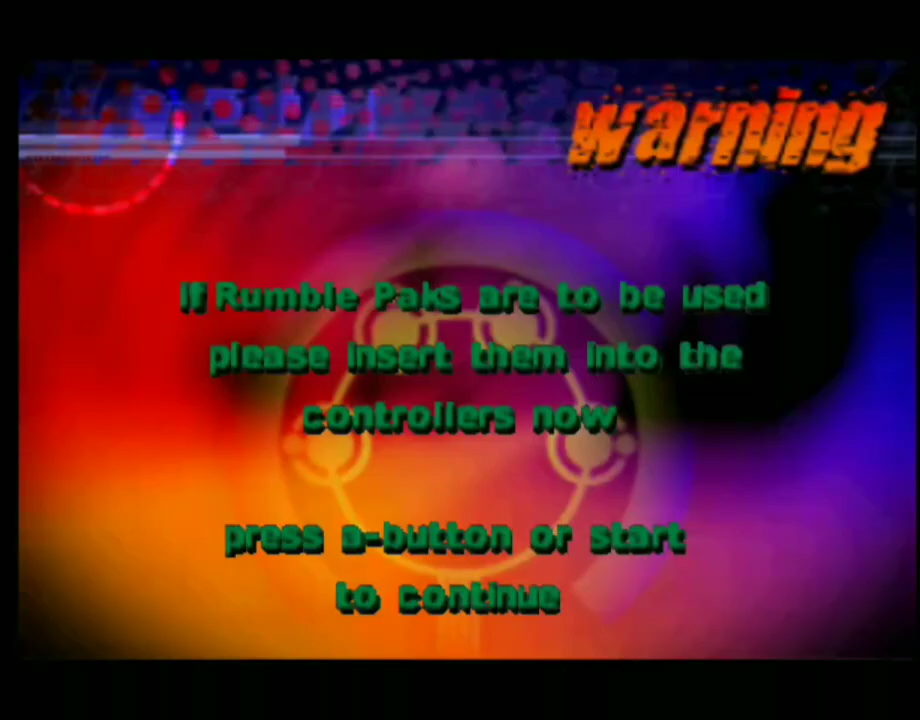 warning
If Rumble Paks are to be used
please insert them into the
controllers now
press a-button or start
to continue